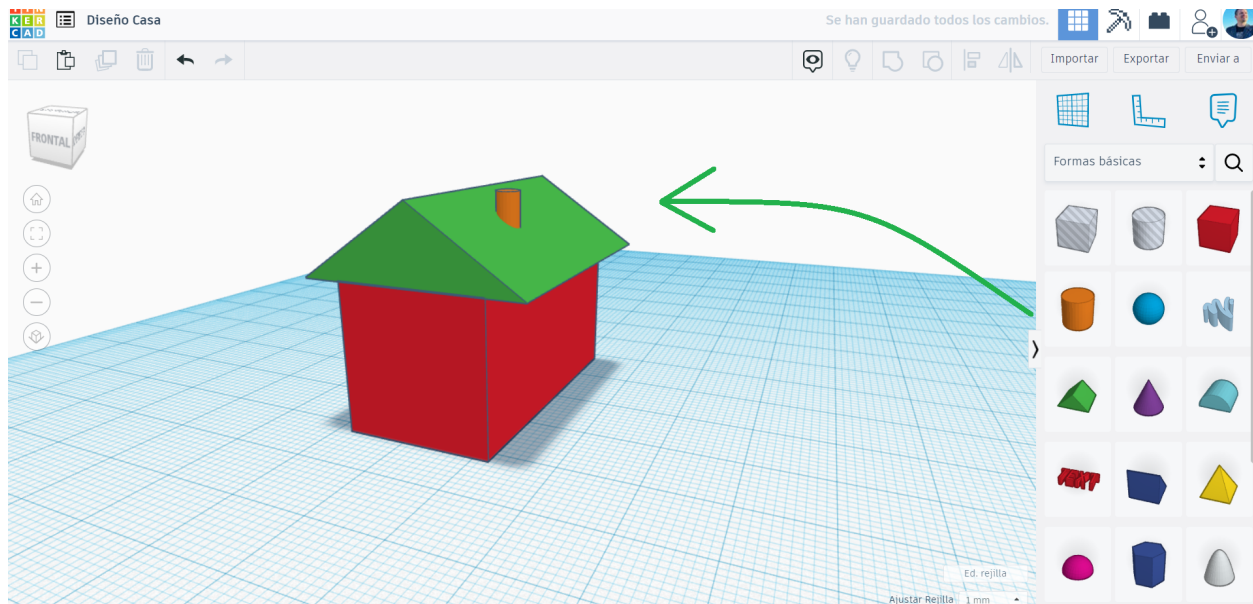 TIN
KER
CAD
Diseño Casa
Se han guardado todos los cambios.
Importar
Exportar
Enviar a
FRONTAL
Formas básicas
TEXT
Ed. rejilla
Ajustar Rejilla 1 mm